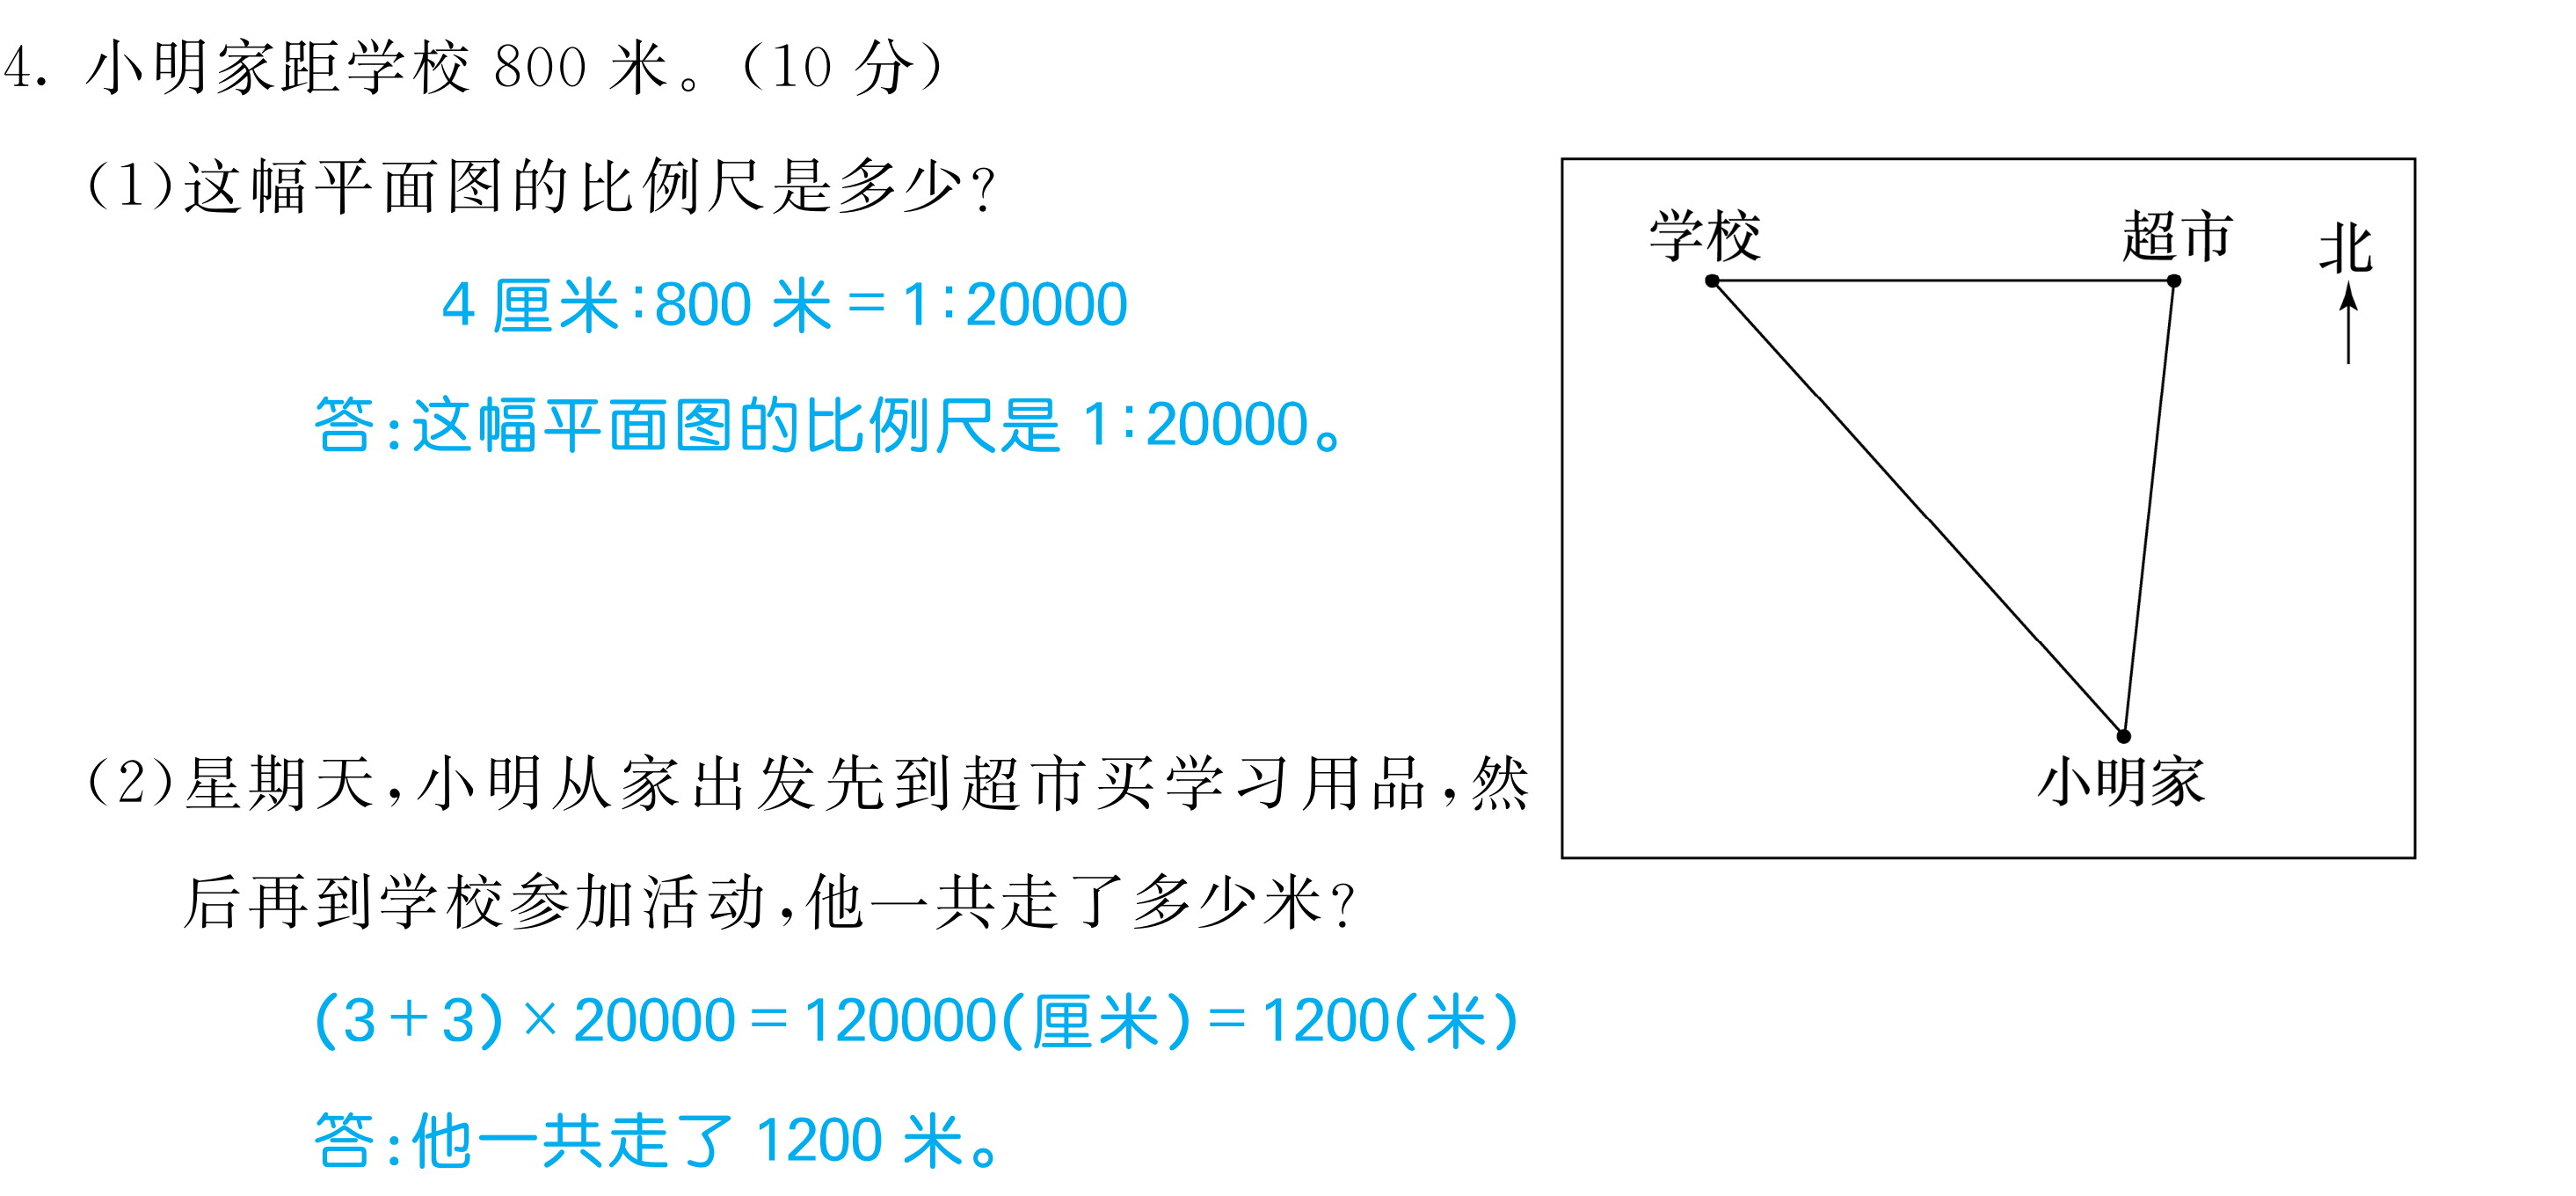 4. 小明家距学校 800 米。(10 分)
(1)这幅平面图的比例尺是多少?
4 厘米∶800 米=1∶20000
答:这幅平面图的比例尺是 1∶20000。
学校
超市
北
小明家
(2)星期天,小明从家出发先到超市买学习用品,然
后再到学校参加活动,他一共走了多少米?
(3+3)×20000=120000(厘米)=1200(米)
答:他一共走了 1200 米。